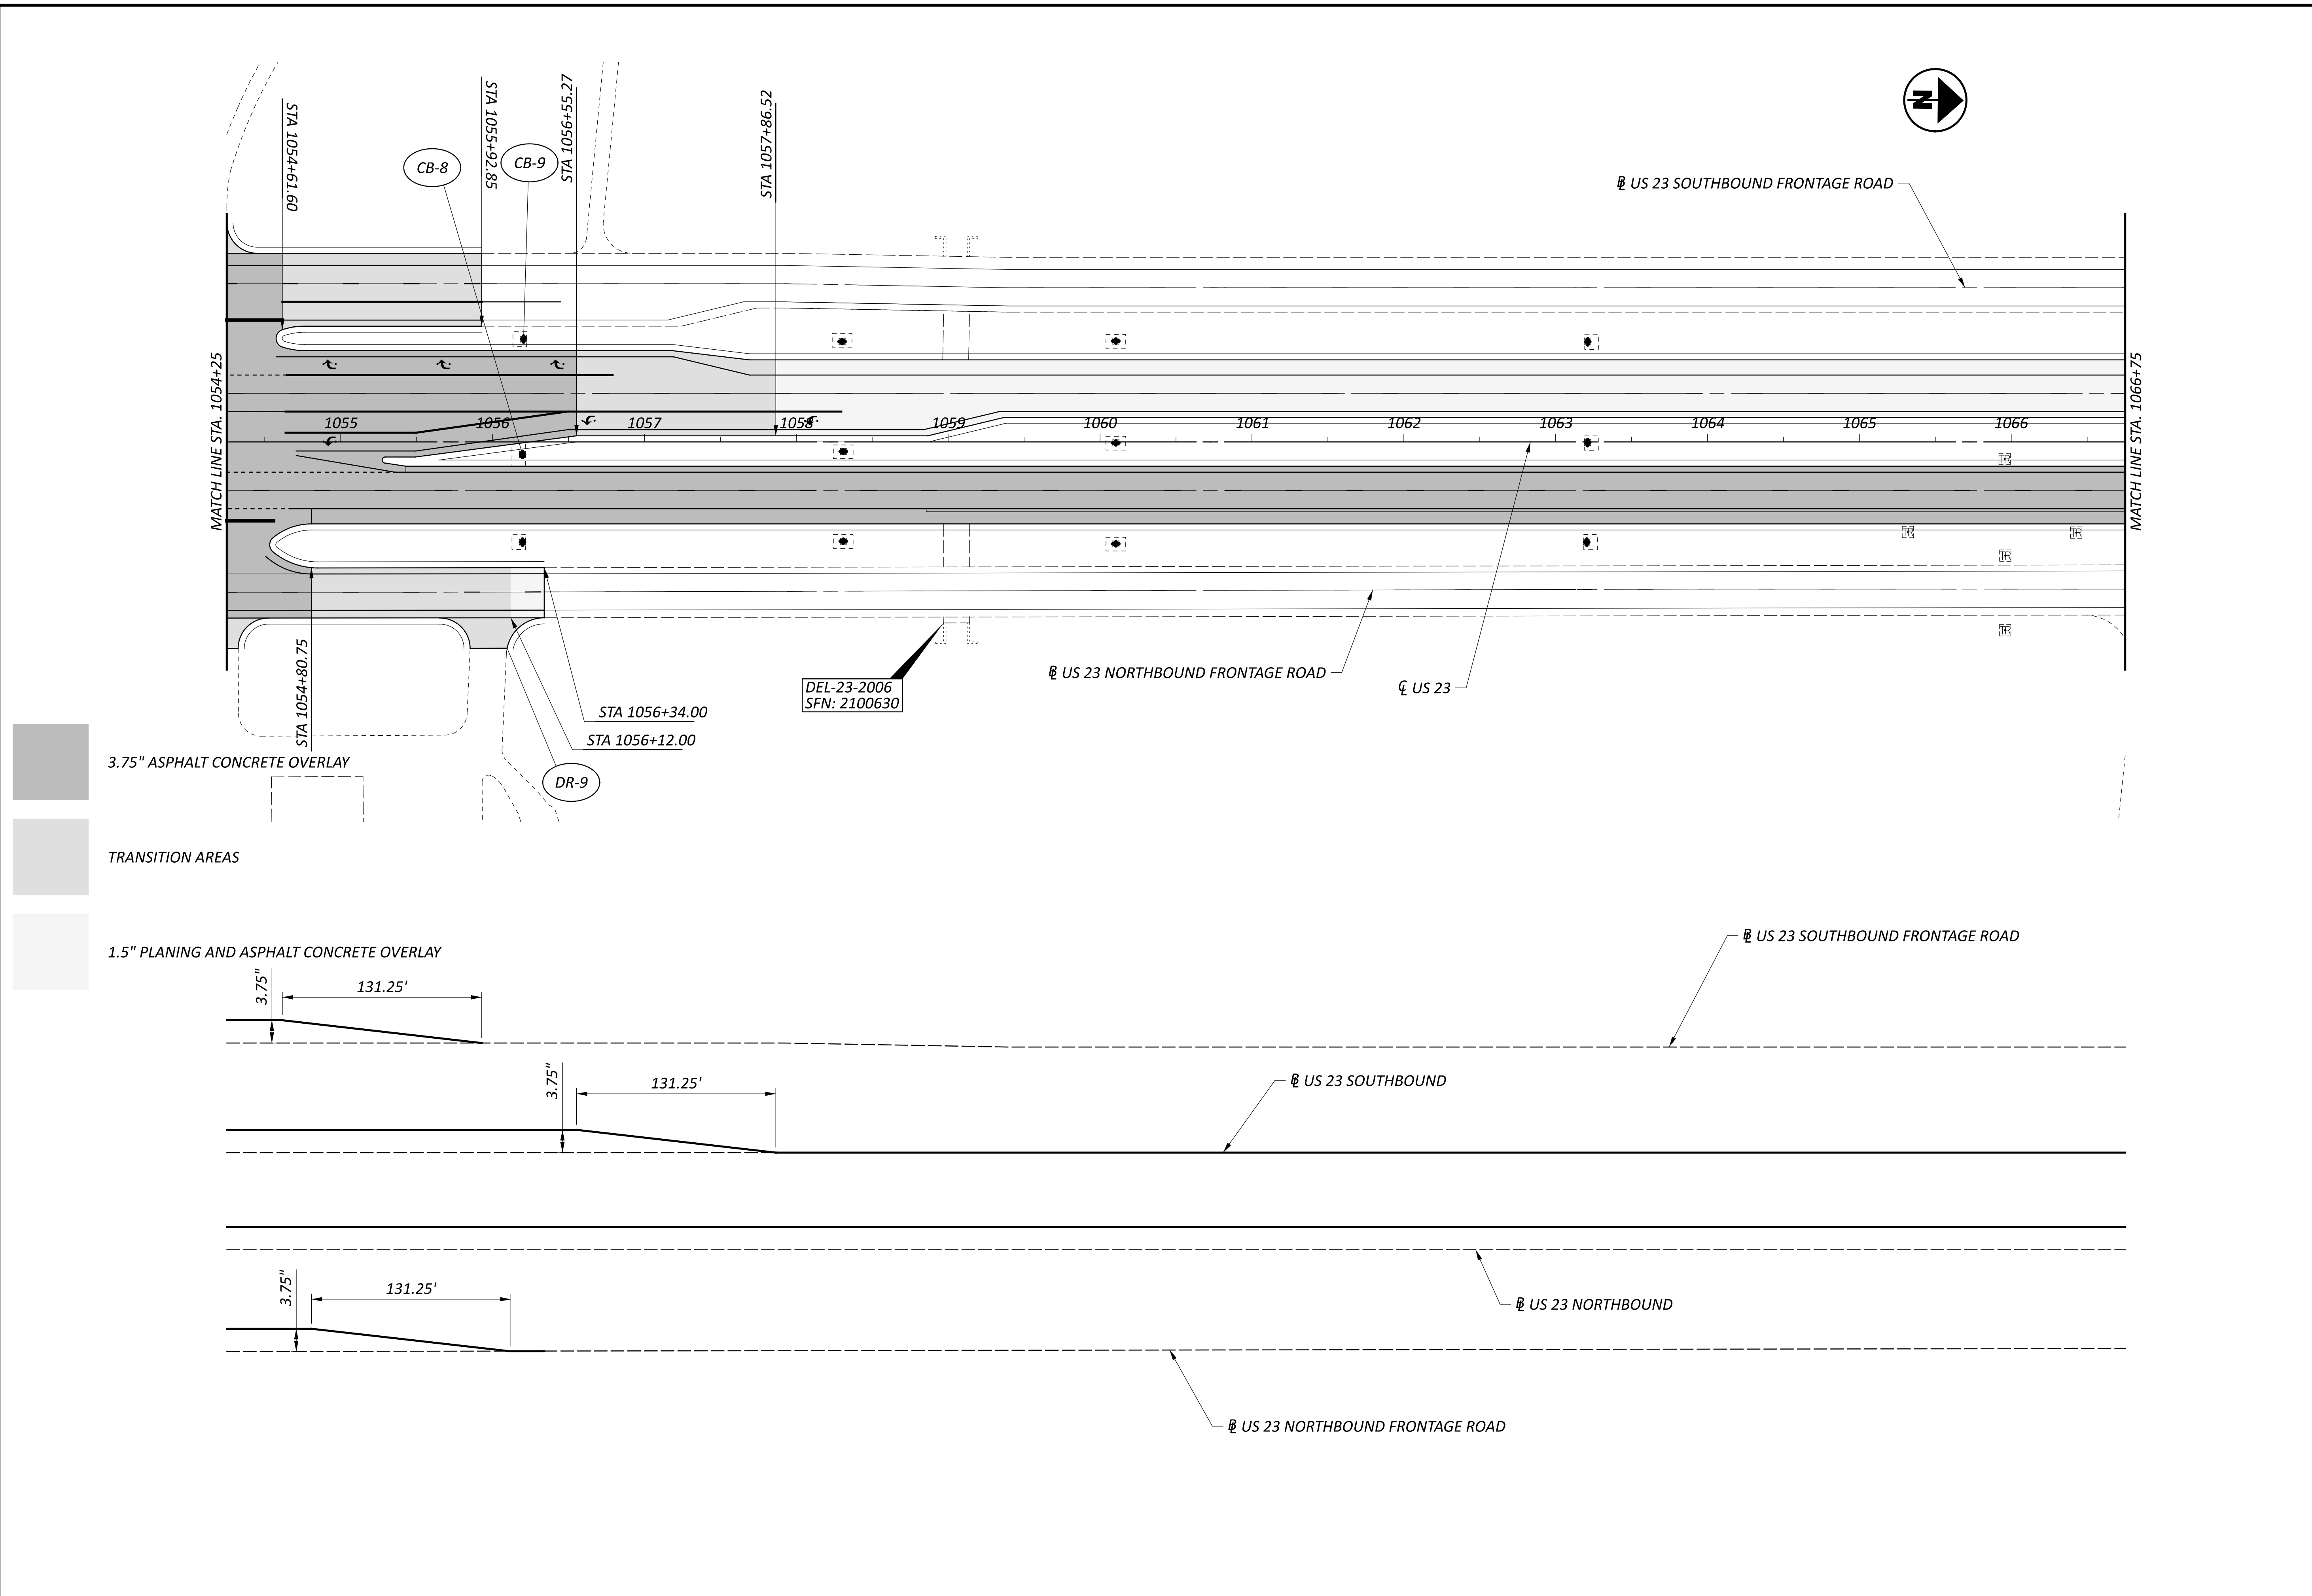 STA 1054+61.60
STA 1055+92.85
STA 1056+55.27
STA 1057+86.52
N
CB-8
CB-9
℄ US 23 SOUTHBOUND FRONTAGE ROAD
MATCH LINE STA. 1054+25
MATCH LINE STA. 1066+75
1055
1056
1057
1058
1059
1060
1061
1062
1063
1064
1065
1066
STA 1054+80.75
STA 1056+34.00
STA 1056+12.00
DR-9
DEL-23-2006
SFN: 2100630
BL US 23 NORTHBOUND FRONTAGE ROAD
CL US 23
3.75" ASPHALT CONCRETE OVERLAY
TRANSITION AREAS
1.5" PLANING AND ASPHALT CONCRETE OVERLAY
3.75"
131.25'
BL US 23 SOUTHBOUND FRONTAGE ROAD
3.75"
131.25'
BL US 23 SOUTHBOUND
3.75"
131.25'
BL US 23 NORTHBOUND
BL US 23 NORTHBOUND FRONTAGE ROAD